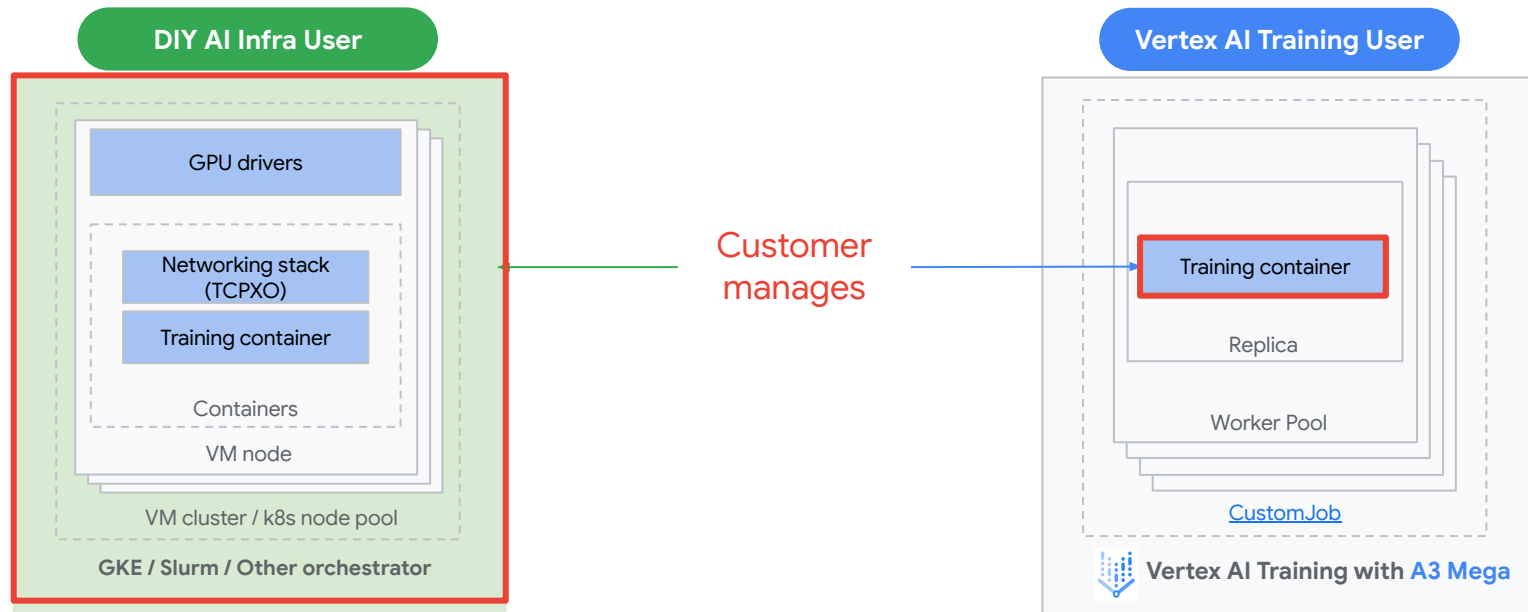 DIY AI Infra User
GPU drivers
Networking stack
(TCPXO)
Training container
Containers
VM node
VM cluster / k8s node pool
GKE / Slurm / Other orchestrator
Customer
manages
Vertex AI Training User
Training container
Replica
Worker Pool
CustomJob
Vertex AI Training with A3 Mega